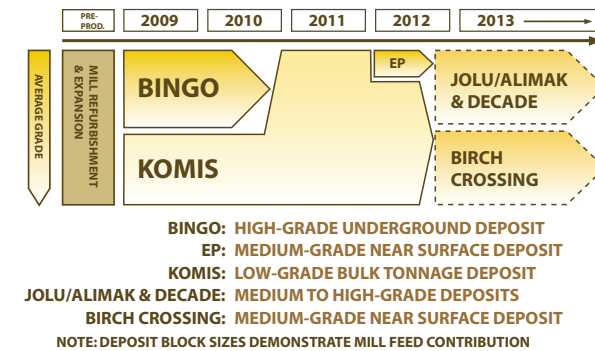 PRE-
PROD.
2009
2010
2011
2012
2013
AVERAGE GRADE
MILL REFURBISHMENT
& EXPANSION
BINGO
KOMIS
EP
JOLU/ALIMAK
& DECADE
BIRCH
CROSSING
BINGO: HIGH-GRADE UNDERGROUND DEPOSIT
EP: MEDIUM-GRADE NEAR SURFACE DEPOSIT
KOMIS: LOW-GRADE BULK TONNAGE DEPOSIT
JOLU/ALIMAK & DECADE: MEDIUM TO HIGH-GRADE DEPOSITS
BIRCH CROSSING: MEDIUM-GRADE NEAR SURFACE DEPOSIT
NOTE: DEPOSIT BLOCK SIZES DEMONSTRATE MILL FEED CONTRIBUTION